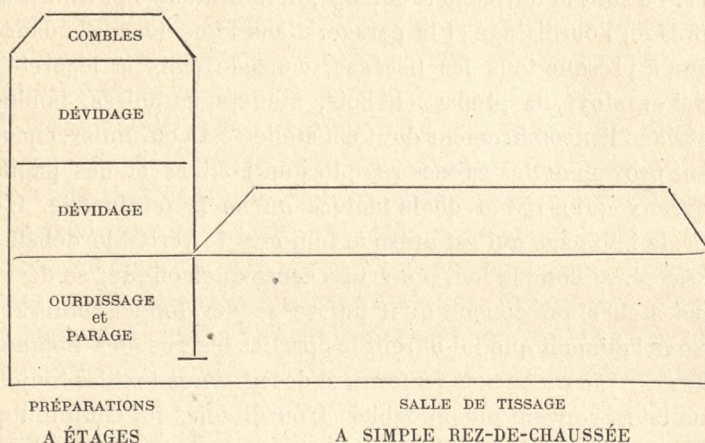 COMBLES
DÉVIDAGE
DÉVIDAGE
OURDISSAGE
et
PARAGE
PRÉPARATIONS
A ÉTAGES
SALLE DE TISSAGE
A SIMPLE REZ-DE-CHAUSSÉE